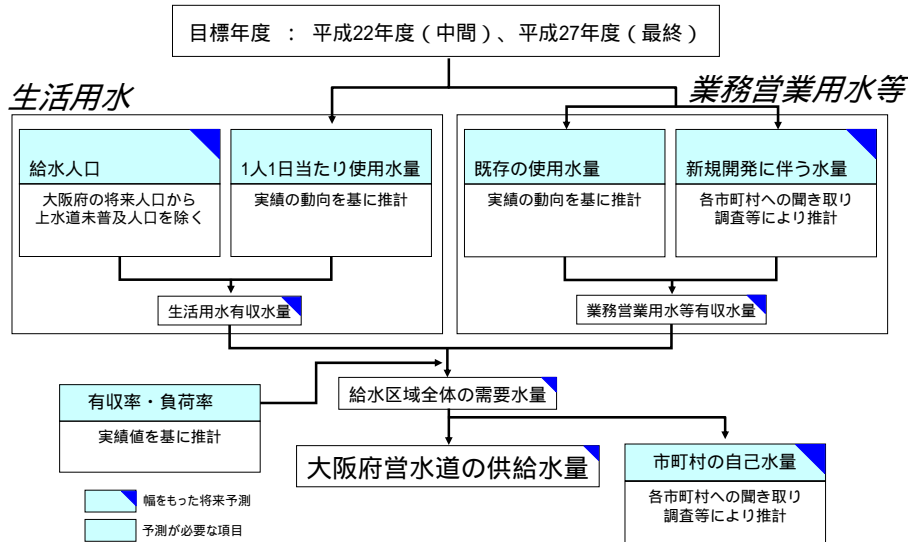 目標年度 ： 平成22年度（中間）、平成27年度（最終）
生活用水
業務営業用水等
給水人口
大阪府の将来人口から
上水道未普及人口を除く
1人1日当たり使用水量
実績の動向を基に推計
既存の使用水量
実績の動向を基に推計
新規開発に伴う水量
各市町村への聞き取り
調査等により推計
生活用水有収水量
業務営業用水等有収水量
有収率・負荷率
実績値を基に推計
給水区域全体の需要水量
大阪府営水道の供給水量
市町村の自己水量
各市町村への聞き取り
調査等により推計
幅をもった将来予測
予測が必要な項目